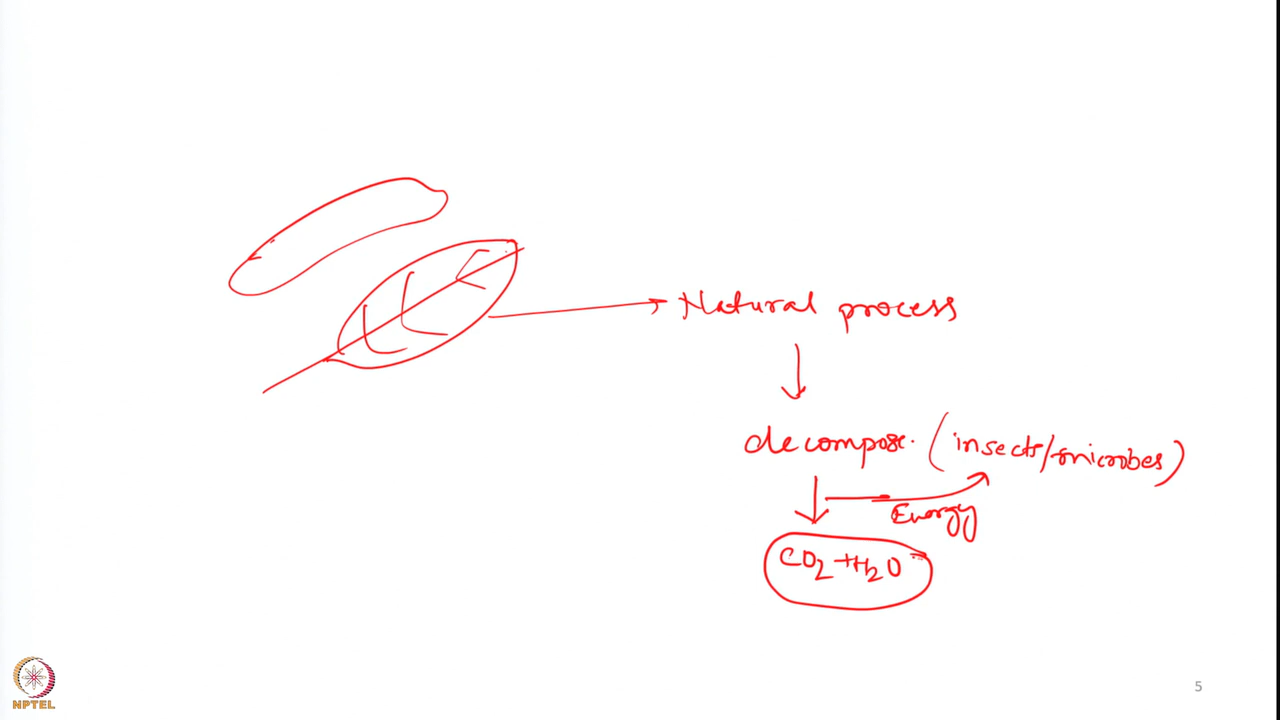 Natural process
decompose. (insects/microbes)
Energy
CO2+H2O
NPTEL
5